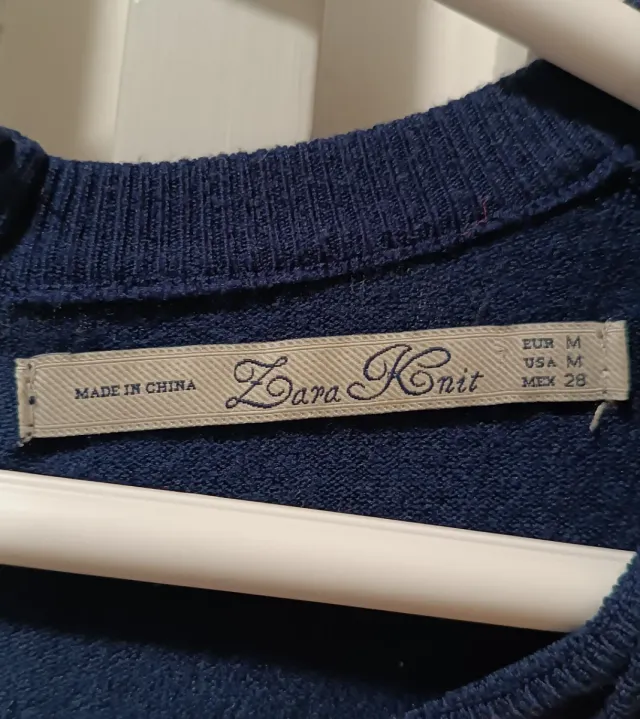 MADE IN CHINA
Zara Knit
EUR M
USA M
MEX 28